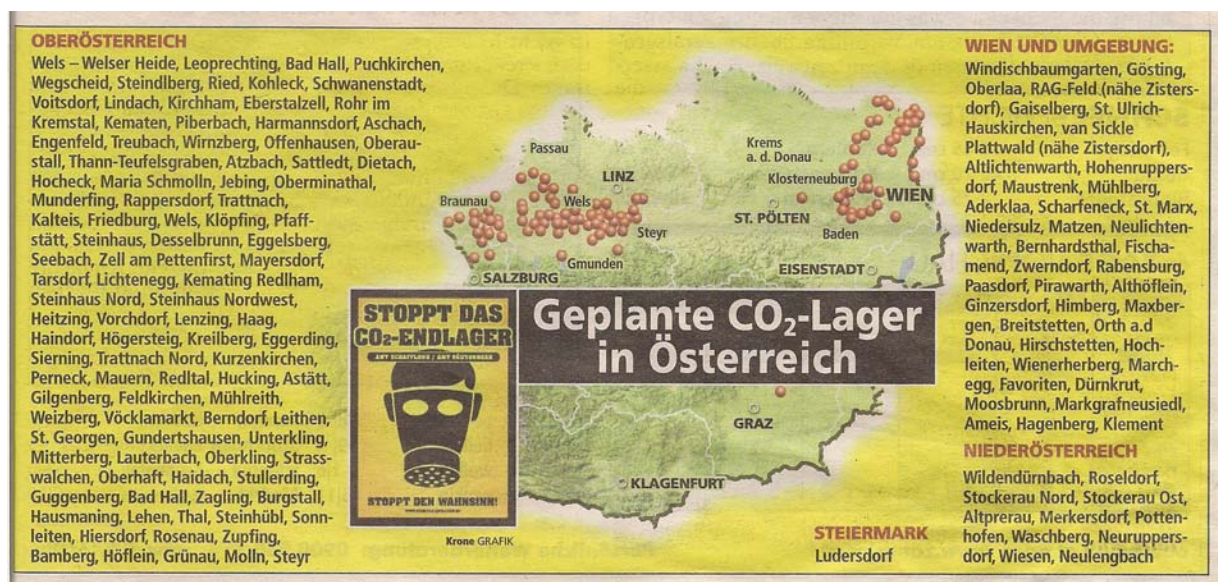 OBERÖSTERREICH
Wels – Welser Heide, Leoprechting, Bad Hall, Puchkirchen,
Wegscheid, Steindlberg, Ried, Kohleck, Schwanenstadt,
Voitsdorf, Lindach, Kirchham, Eberstalzell, Rohr im
Kremstal, Kematen, Piberbach, Harmannsdorf, Aschach,
Engenfeld, Treubach, Wirnzberg, Offenhausen, Oberau-
stall, Thann-Teufelsgraben, Atzbach, Sattledt, Dietach,
Hocheck, Maria Schmolln, Jebing, Oberminathal,
Munderfing, Rappersdorf, Trattnach,
Kalteis, Friedburg, Wels, Klöpfing, Pfaff-
stätt, Steinhaus, Desselbrunn, Eggelsberg,
Seebach, Zell am Pettenfirst, Mayersdorf,
Tarsdorf, Lichtenegg, Kemating Redlham,
Steinhaus Nord, Steinhaus Nordwest,
Heitzing, Vorchdorf, Lenzing, Haag,
Haindorf, Högersteig, Kreilberg, Eggerding,
Sierning, Trattnach Nord, Kurzenkirchen,
Perneck, Mauern, Redltal, Hucking, Astätt,
Gilgenberg, Feldkirchen, Mühlreith,
Weizberg, Vöcklamarkt, Berndorf, Leithen,
St. Georgen, Gundertshausen, Unterkling,
Mitterberg, Lauterbach, Oberkling, Strass-
walchen, Oberhaft, Haidach, Stullerding,
Guggenberg, Bad Hall, Zagling, Burgstall,
Hausmaning, Lehen, Thal, Steinhübl, Sonn-
leiten, Hiersdorf, Rosenau, Zupfing,
Bamberg, Höflein, Grünau, Molln, Steyr
Passau
LINZ
Krems
a. d. Donau
Klosterneuburg
WIEN
Braunau
Wels
ST. PÖLTEN
Steyr
Baden
Gmunden
SALZBURG
EISENSTADT
STOPPT DAS
CO₂-ENDLAGER
STOPPT DEN WAHNSINN!
Geplante CO₂-Lager
in Österreich
GRAZ
KLAGENFURT
Krone GRAFIK
STEIERMARK
Ludersdorf
WIEN UND UMGEBUNG:
Windischbaumgarten, Gösting,
Oberlaa, RAG-Feld (nähe Zisters-
dorf), Gaiselberg, St. Ulrich-
Hauskirchen, van Sickle
Plattwald (nähe Zistersdorf),
Altlichtenwarth, Hohenruppers-
dorf, Maustrenk, Mühlberg,
Aderklaa, Scharfeneck, St. Marx,
Niedersulz, Matzen, Neulichten-
warth, Bernhardsthal, Fischa-
mend, Zwerndorf, Rabensburg,
Paasdorf, Pirawarth, Althöflein,
Ginzersdorf, Himberg, Maxber-
gen, Breitstetten, Orth a.d
Donau, Hirschstetten, Hoch-
leiten, Wienerherberg, March-
egg, Favoriten, Dürnkrut,
Moosbrunn, Markgrafneusiedl,
Ameis, Hagenberg, Klement
NIEDERÖSTERREICH
Wildendürnbach, Roseldorf,
Stockerau Nord, Stockerau Ost,
Altprerau, Merkersdorf, Potten-
hofen, Waschberg, Neurupers-
dorf, Wiesen, Neulengbach